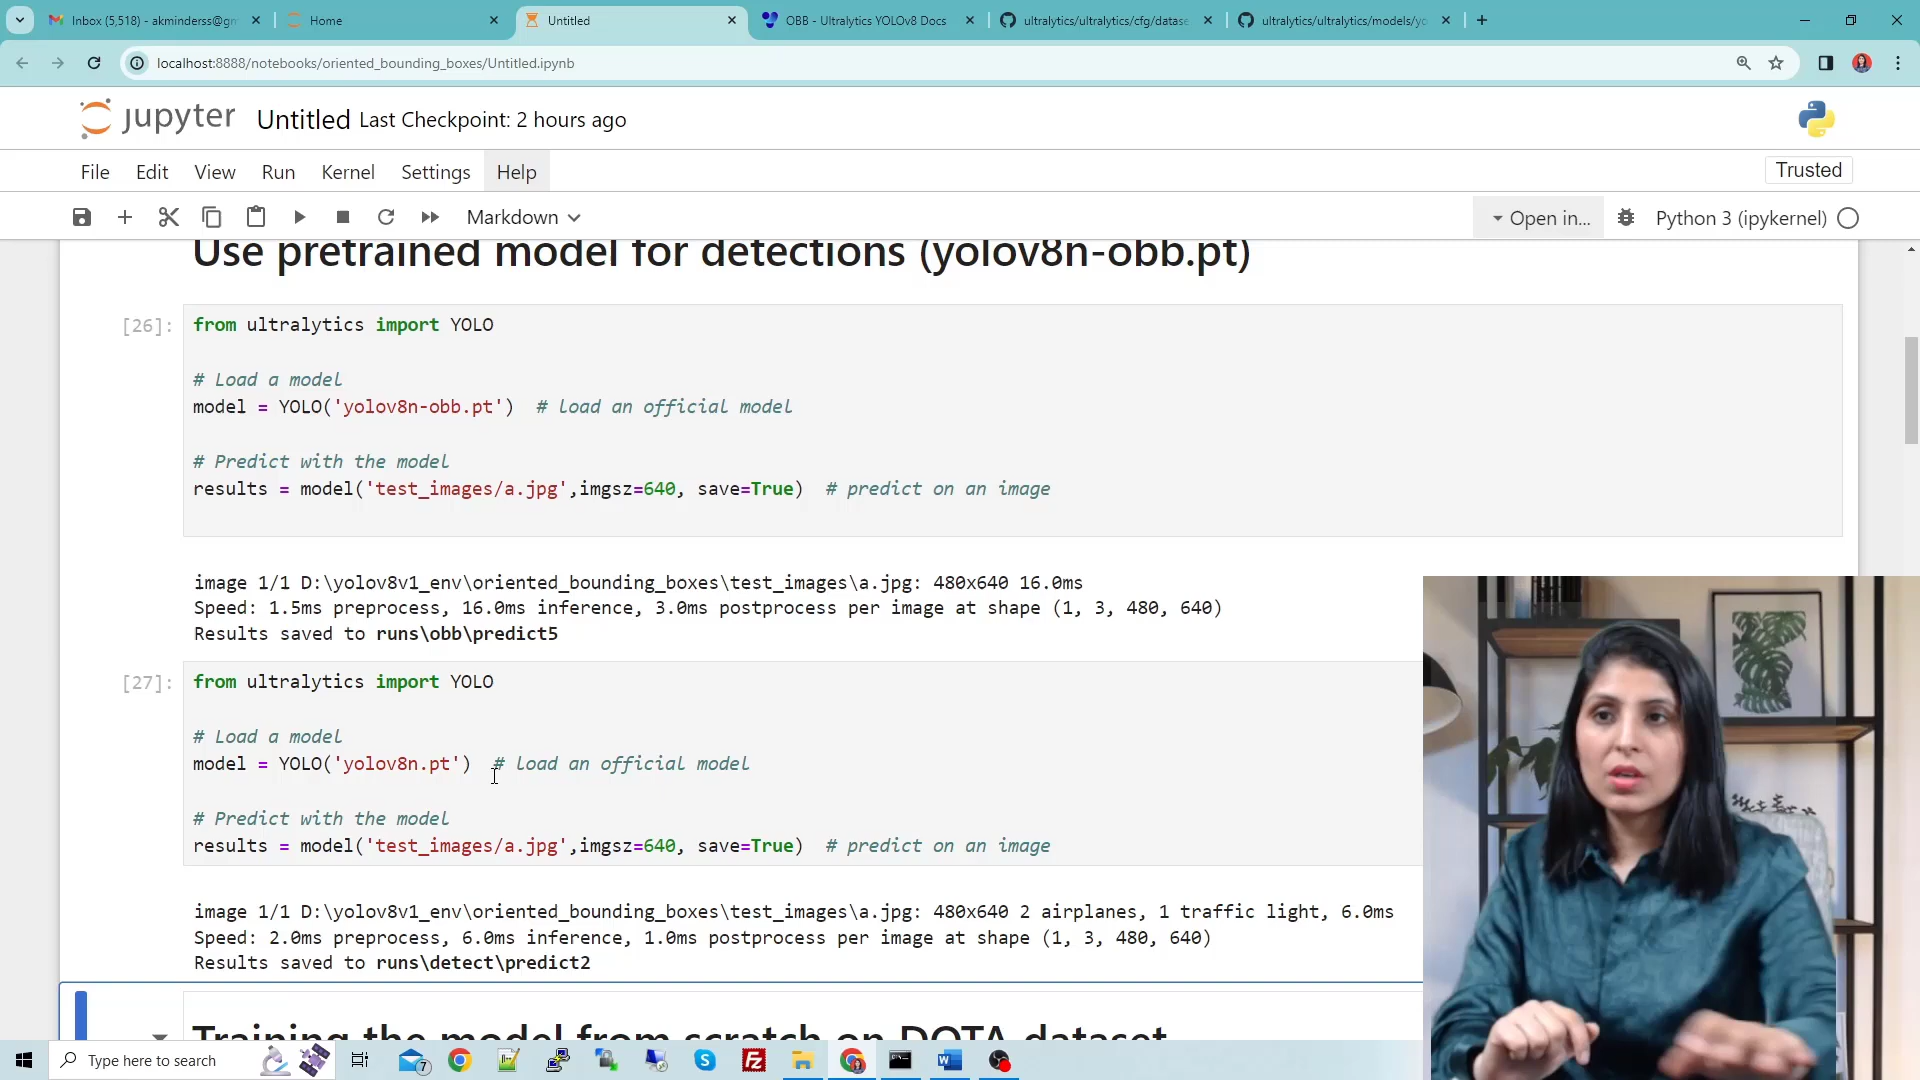 Inbox (5,518) - akminderss@gm
Home
Untitled
OBB - Ultralytics YOLOv8 Docs
ultralytics/ultralytics/cfg/datase
ultralytics/ultralytics/models/yo
localhost:8888/notebooks/oriented_bounding_boxes/Untitled.ipynb
jupyter Untitled Last Checkpoint: 2 hours ago
File Edit View Run Kernel Settings Help
Trusted
Markdown
Open in...
Python 3 (ipykernel)
Use pretrained model for detections (yolov8n-obb.pt)
[26]:
from ultralytics import YOLO
# Load a model
model = YOLO('yolov8n-obb.pt')  # load an official model
# Predict with the model
results = model('test_images/a.jpg',imgsz=640, save=True)  # predict on an image
image 1/1 D:\yolov8v1_env\oriented_bounding_boxes\test_images\a.jpg: 480x640 16.0ms
Speed: 1.5ms preprocess, 16.0ms inference, 3.0ms postprocess per image at shape (1, 3, 480, 640)
Results saved to runs\obb\predict5
[27]:
from ultralytics import YOLO
# Load a model
model = YOLO('yolov8n.pt')  # load an official model
# Predict with the model
results = model('test_images/a.jpg',imgsz=640, save=True)  # predict on an image
image 1/1 D:\yolov8v1_env\oriented_bounding_boxes\test_images\a.jpg: 480x640 2 airplanes, 1 traffic light, 6.0ms
Speed: 2.0ms preprocess, 6.0ms inference, 1.0ms postprocess per image at shape (1, 3, 480, 640)
Results saved to runs\detect\predict2
Training the model from scratch on DOTA dataset
Type here to search
7